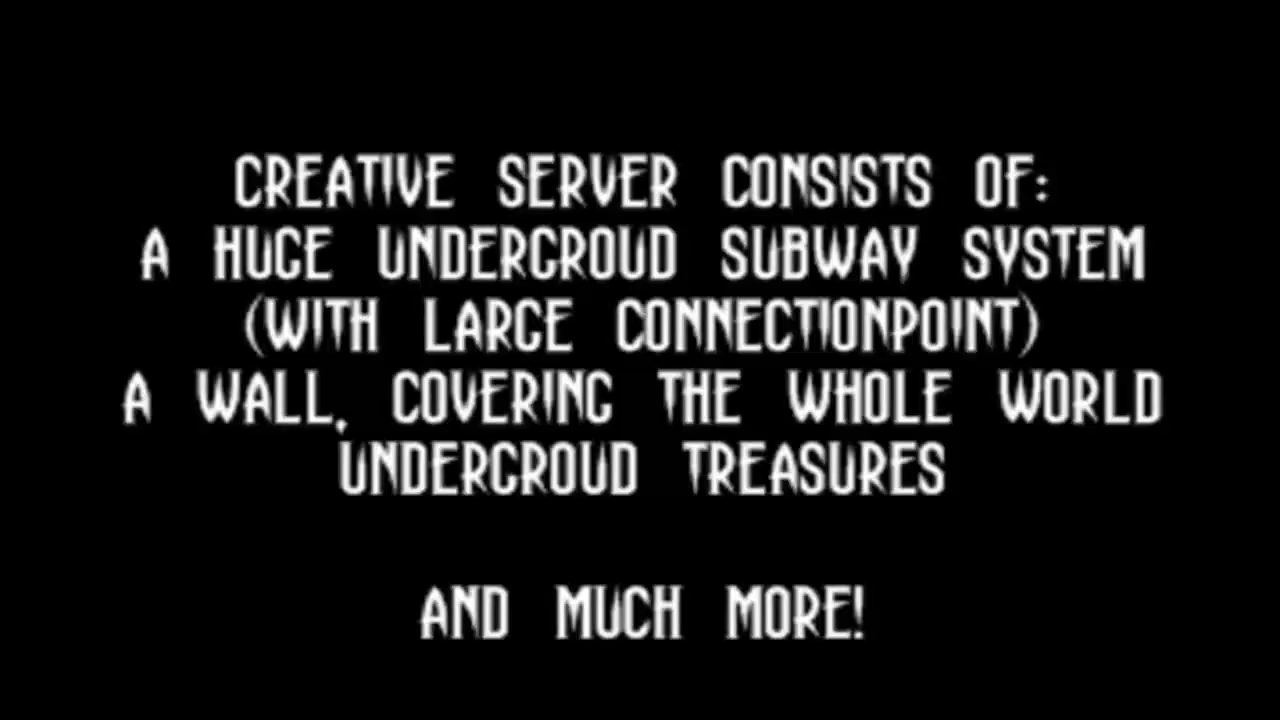 CREATIVE SERVER CONSISTS OF:
A HUGE UNDERGROUD SUBWAY SYSTEM
(WITH LARGE CONNECTIONPOINT)
A WALL, COVERING THE WHOLE WORLD
UNDERGROUD TREASURES
AND MUCH MORE!